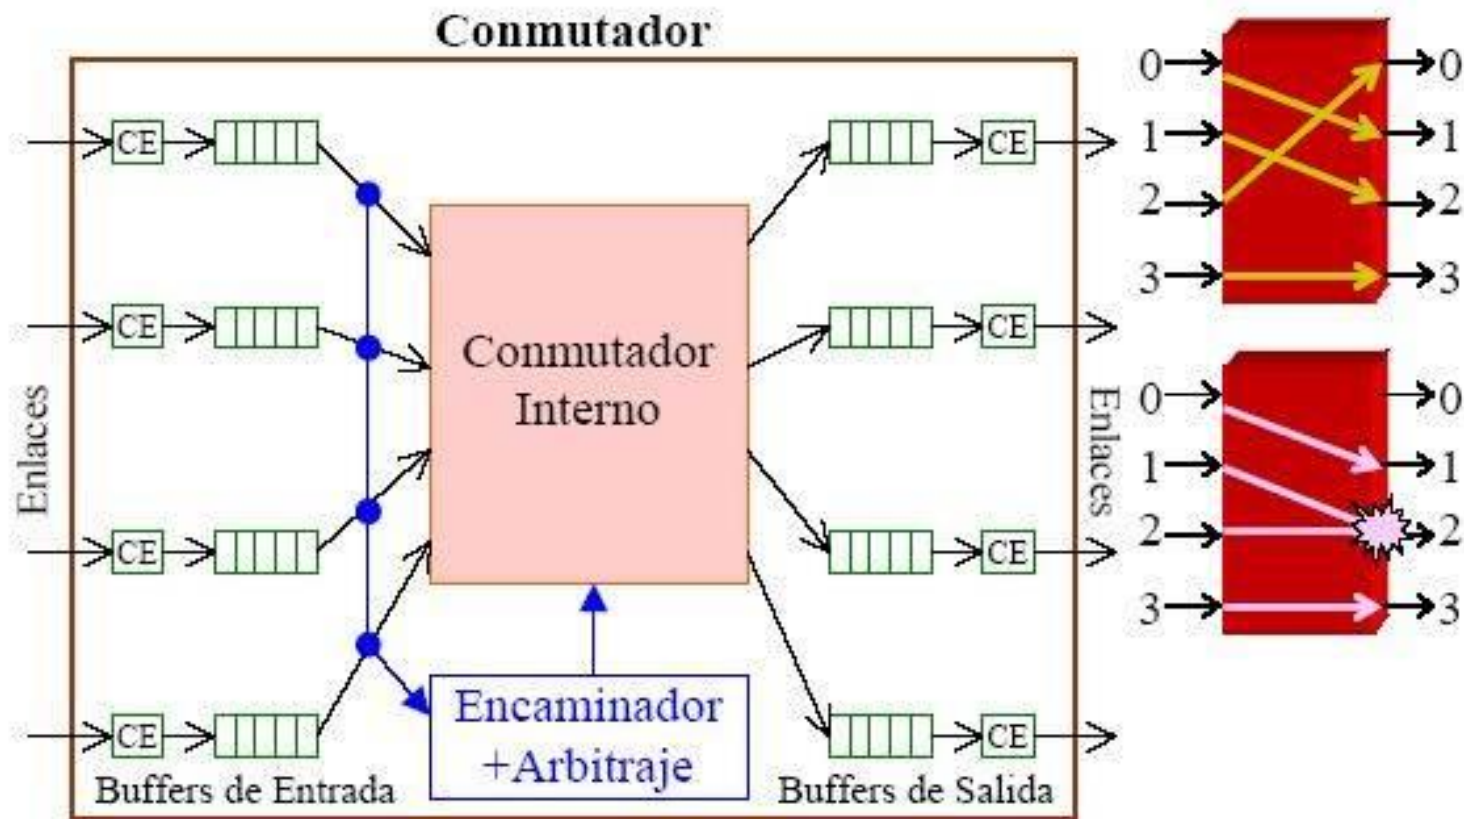 Conmutador
CE
CE
CE
CE
CE
CE
CE
CE
Enlaces
Conmutador
Interno
Enlaces
Encaminador
+Arbitraje
Buffers de Entrada
Buffers de Salida
0 0
1 1
2 2
3 3
0 0
1 1
2 2
3 3